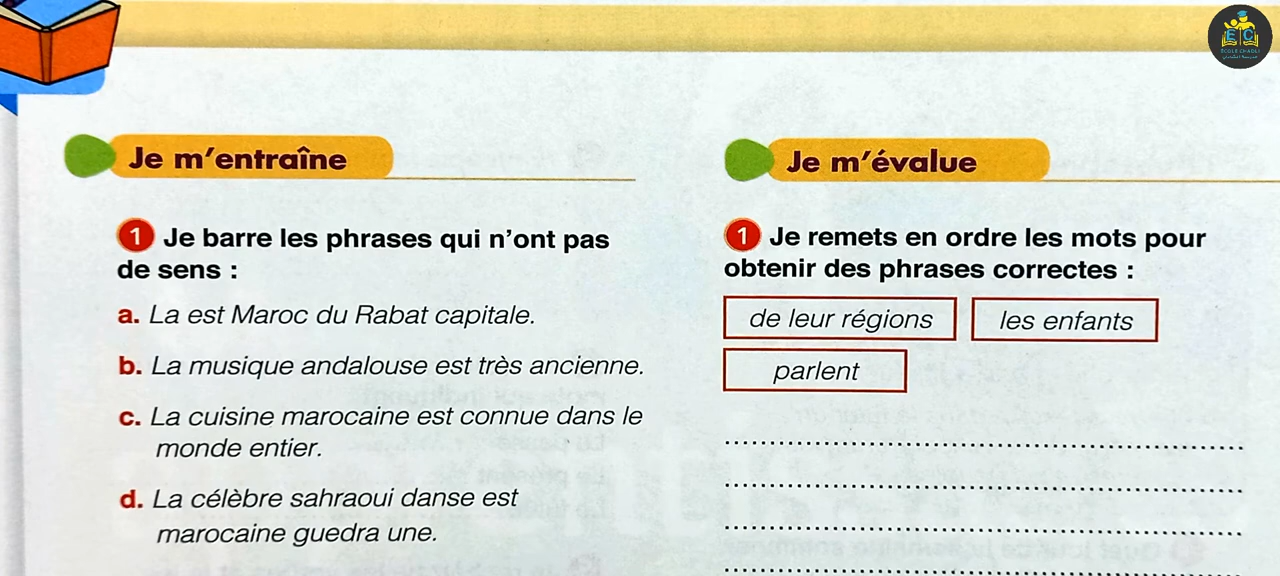 E C
ÉCOLE CHADLI
Je m'entraîne
1 Je barre les phrases qui n'ont pas
de sens :
a. La est Maroc du Rabat capitale.
b. La musique andalouse est très ancienne.
c. La cuisine marocaine est connue dans le
monde entier.
d. La célèbre sahraoui danse est
marocaine guedra une.
Je m'évalue
1 Je remets en ordre les mots pour
obtenir des phrases correctes :
de leur régions les enfants
parlent